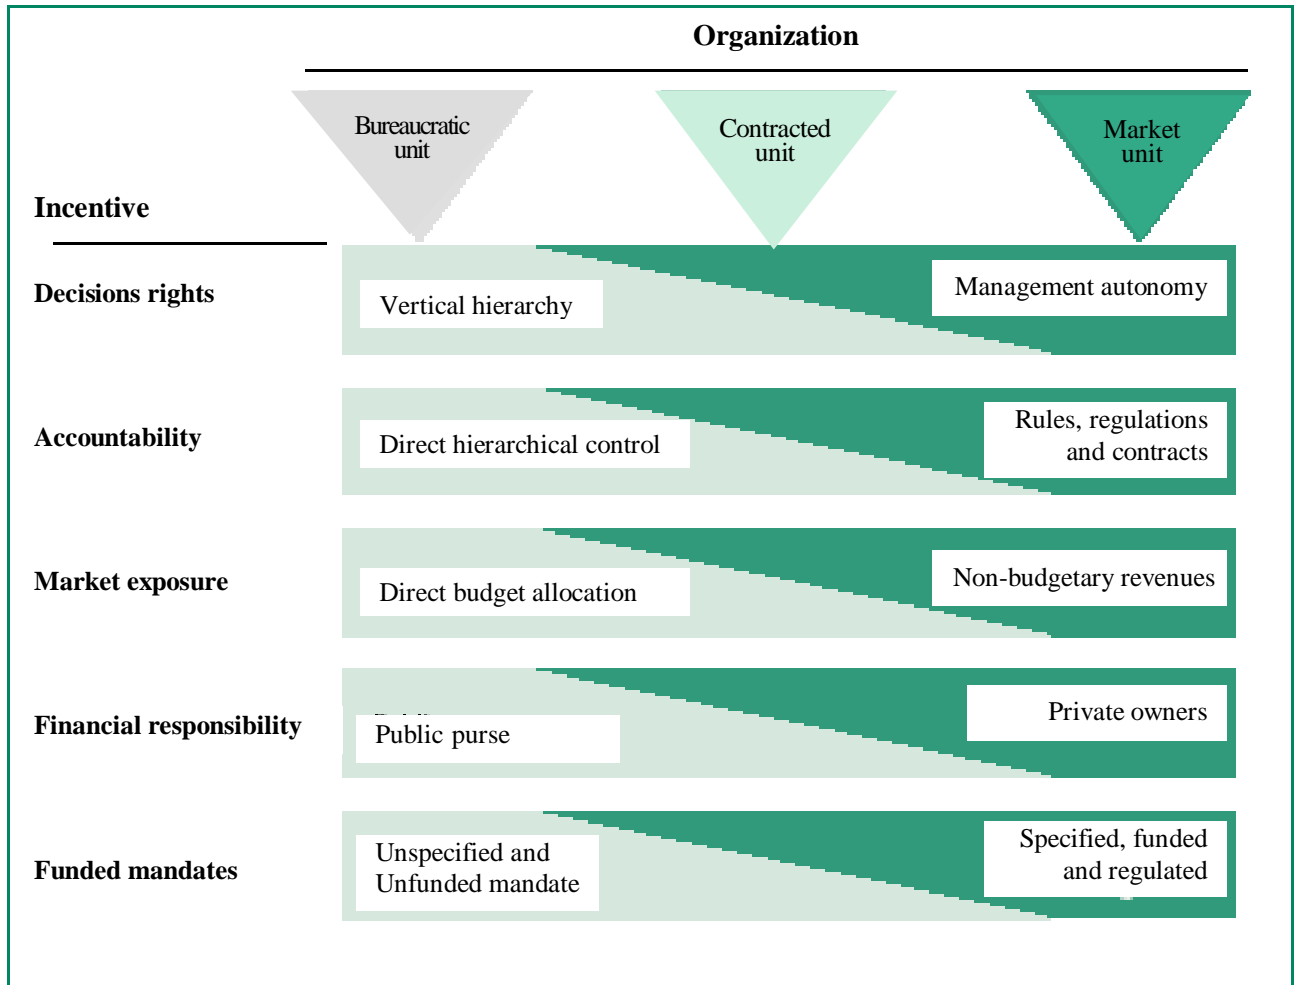 Organization
Bureaucratic
unit
Contracted
unit
Market
unit
Incentive
Decisions rights
Vertical hierarchy
Management autonomy
Accountability
Direct hierarchical control
Rules, regulations
and contracts
Market exposure
Direct budget allocation
Non-budgetary revenues
Financial responsibility
Public purse
Private owners
Funded mandates
Unspecified and
Unfunded mandate
Specified, funded
and regulated